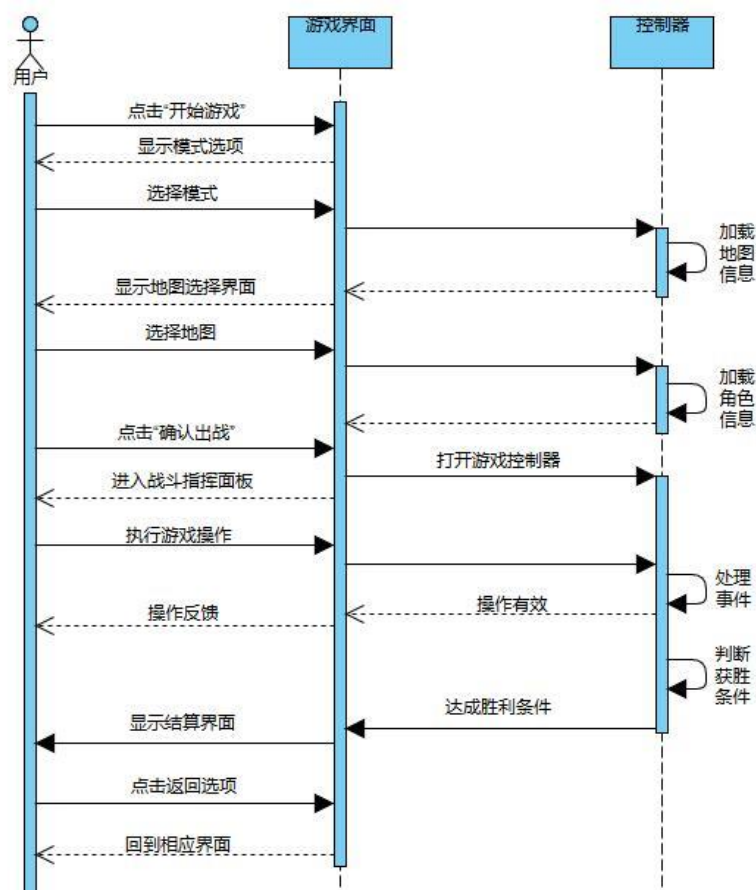 游戏界面
控制器
用户
点击“开始游戏”
显示模式选项
选择模式
加载
地图
信息
显示地图选择界面
选择地图
加载
角色
信息
点击“确认出战”
打开游戏控制器
进入战斗指挥面板
执行游戏操作
处理
事件
操作有效
操作反馈
判断
获胜
条件
达成胜利条件
显示结算界面
点击返回选项
回到相应界面